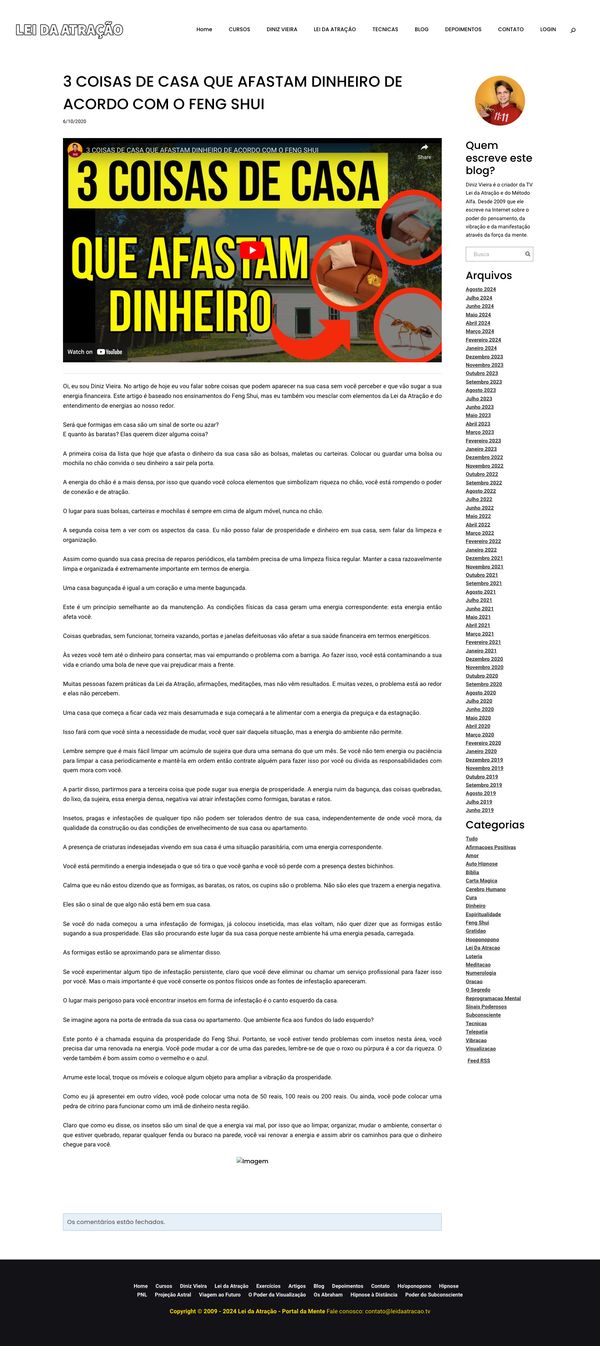 LEI DA ATRAÇÃO
Home CURSOS DINIZ VIEIRA LEI DA ATRAÇÃO TECNICAS BLOG DEPOIMENTOS CONTATO LOGIN
3 COISAS DE CASA QUE AFASTAM DINHEIRO DE
ACORDO COM O FENG SHUI
6/10/2020
3 COISAS DE CASA QUE AFASTAM DINHEIRO DE ACORDO COM O FENG SHUI
Share
3 COISAS DE CASA
QUE AFASTAM
DINHEIRO
Watch on YouTube
Oi, eu sou Diniz Vieira. No artigo de hoje eu vou falar sobre coisas que podem aparecer na sua casa sem você perceber e que vão sugar a sua
energia financeira. Este artigo é baseado nos ensinamentos do Feng Shui, mas eu também vou mesclar com elementos da Lei da Atração e do
entendimento de energias ao nosso redor.
Será que formigas em casa são um sinal de sorte ou azar?
E quanto às baratas? Elas querem dizer alguma coisa?
A primeira coisa da lista que hoje que afasta o dinheiro da sua casa são as bolsas, maletas ou carteiras. Colocar ou guardar uma bolsa ou
mochila no chão convida o seu dinheiro a sair pela porta.
A energia do chão é a mais densa, por isso que quando você coloca elementos que simbolizam riqueza no chão, você está rompendo o poder
de conexão e de atração.
O lugar para suas bolsas, carteiras e mochilas é sempre em cima de algum móvel, nunca no chão.
A segunda coisa tem a ver com os aspectos da casa. Eu não posso falar de prosperidade e dinheiro em sua casa, sem falar da limpeza e
organização.
Assim como quando sua casa precisa de reparos periódicos, ela também precisa de uma limpeza física regular. Manter a casa razoavelmente
limpa e organizada é extremamente importante em termos de energia.
Uma casa bagunçada é igual a um coração e uma mente bagunçada.
Este é um princípio semelhante ao da manutenção. As condições físicas da casa geram uma energia correspondente: esta energia então
afeta você.
Coisas quebradas, sem funcionar, torneira vazando, portas e janelas defeituosas vão afetar a sua saúde financeira em termos energéticos.
Às vezes você tem até o dinheiro para consertar, mas vai empurrando o problema com a barriga. Ao fazer isso, você está contaminando a sua
vida e criando uma bola de neve que vai prejudicar mais a frente.
Muitas pessoas fazem práticas da Lei da Atração, afirmações, meditações, mas não vêm resultados. E muitas vezes, o problema está ao redor
e elas não percebem.
Uma casa que começa a ficar cada vez mais desarrumada e suja começará a te alimentar com a energia da preguiça e da estagnação.
Isso fará com que você sinta a necessidade de mudar, você quer sair daquela situação, mas a energia do ambiente não permite.
Lembre sempre que é mais fácil limpar um acúmulo de sujeira que dura uma semana do que um mês. Se você não tem energia ou paciência
para limpar a casa periodicamente e mantê-la em ordem então contrate alguém para fazer isso por você ou divida as responsabilidades com
quem mora com você.
A partir disso, partirmos para a terceira coisa que pode sugar sua energia de prosperidade. A energia ruim da bagunça, das coisas quebradas,
do lixo, da sujeira, essa energia densa, negativa vai atrair infestações como formigas, baratas e ratos.
Insetos, pragas e infestações de qualquer tipo não podem ser tolerados dentro de sua casa, independentemente de onde você mora, da
qualidade da construção ou das condições de envelhecimento de sua casa ou apartamento.
A presença de criaturas indesejadas vivendo em sua casa é uma situação parasitária, com uma energia correspondente.
Você está permitindo a energia indesejada o que só tira o que você ganha e você só perde com a presença destes bichinhos.
Calma que eu não estou dizendo que as formigas, as baratas, os ratos, os cupins são o problema. Não são eles que trazem a energia negativa.
Eles são o sinal de que algo não está bem em sua casa.
Se você do nada começou a uma infestação de formigas, já colocou inseticida, mas elas voltam, não quer dizer que as formigas estão
sugando a sua prosperidade. Elas são procurando este lugar da sua casa porque neste ambiente há uma energia pesada, carregada.
As formigas estão se aproximando para se alimentar disso.
Se você experimentar algum tipo de infestação persistente, claro que você deve eliminar ou chamar um serviço profissional para fazer isso
por você. Mas o mais importante é que você conserte os pontos físicos onde as fontes de infestação apareceram.
O lugar mais perigoso para você encontrar insetos em forma de infestação é o canto esquerdo da casa.
Se imagine agora na porta de entrada da sua casa ou apartamento. Que ambiente fica aos fundos do lado esquerdo?
Este ponto é a chamada esquina da prosperidade do Feng Shui. Portanto, se você estiver tendo problemas com insetos nesta área, você
precisa dar uma renovada na energia. Você pode mudar a cor de uma das paredes, lembre-se de que o roxo ou púrpura é a cor da riqueza. O
verde também é bom assim como o vermelho e o azul.
Arrume este local, troque os móveis e coloque algum objeto para ampliar a vibração da prosperidade.
Como eu já apresentei em outro vídeo, você pode colocar uma nota de 50 reais, 100 reais ou 200 reais. Ou ainda, você pode colocar uma
pedra de citrino para funcionar como um imã de dinheiro nesta região.
Claro que como eu disse, os insetos são um sinal de que a energia vai mal, por isso que ao limpar, organizar, mudar o ambiente, consertar o
que estiver quebrado, reparar qualquer fenda ou buraco na parede, você vai renovar a energia e assim abrir os caminhos para que o dinheiro
chegue para você.
Imagem
Os comentários estão fechados.
11:11
Quem
escreve este
blog?
Diniz Vieira é o criador da TV
Lei da Atração e do Método
Alfa. Desde 2009 que ele
escreve na Internet sobre o
poder do pensamento, da
vibração e da manifestação
através da força da mente.
Busca
Arquivos
Agosto 2024
Julho 2024
Junho 2024
Maio 2024
Abril 2024
Março 2024
Fevereiro 2024
Janeiro 2024
Dezembro 2023
Novembro 2023
Outubro 2023
Setembro 2023
Agosto 2023
Julho 2023
Junho 2023
Maio 2023
Abril 2023
Março 2023
Fevereiro 2023
Janeiro 2023
Dezembro 2022
Novembro 2022
Outubro 2022
Setembro 2022
Agosto 2022
Julho 2022
Junho 2022
Maio 2022
Abril 2022
Março 2022
Fevereiro 2022
Janeiro 2022
Dezembro 2021
Novembro 2021
Outubro 2021
Setembro 2021
Agosto 2021
Julho 2021
Junho 2021
Maio 2021
Abril 2021
Março 2021
Fevereiro 2021
Janeiro 2021
Dezembro 2020
Novembro 2020
Outubro 2020
Setembro 2020
Agosto 2020
Julho 2020
Junho 2020
Maio 2020
Abril 2020
Março 2020
Fevereiro 2020
Janeiro 2020
Dezembro 2019
Novembro 2019
Outubro 2019
Setembro 2019
Agosto 2019
Julho 2019
Junho 2019
Categorias
Tudo
Afirmacoes Positivas
Amor
Auto Hipnose
Bíblia
Carta Magica
Cerebro Humano
Cura
Dinheiro
Espiritualidade
Feng Shui
Gratidao
Hooponopono
Lei Da Atracao
Loteria
Meditacao
Numerologia
Oracao
O Segredo
Reprogramacao Mental
Sinais Poderosos
Subconsciente
Tecnicas
Telepatia
Vibracao
Visualizacao
Feed RSS
Home Cursos Diniz Vieira Lei da Atração Exercícios Artigos Blog Depoimentos Contato Ho'oponopono Hipnose
PNL Projeção Astral Viagem ao Futuro O Poder da Visualização Os Abraham Hipnose à Distância Poder do Subconsciente
Copyright © 2009 - 2024 Lei da Atração - Portal da Mente Fale conosco: contato@leidaatracao.tv